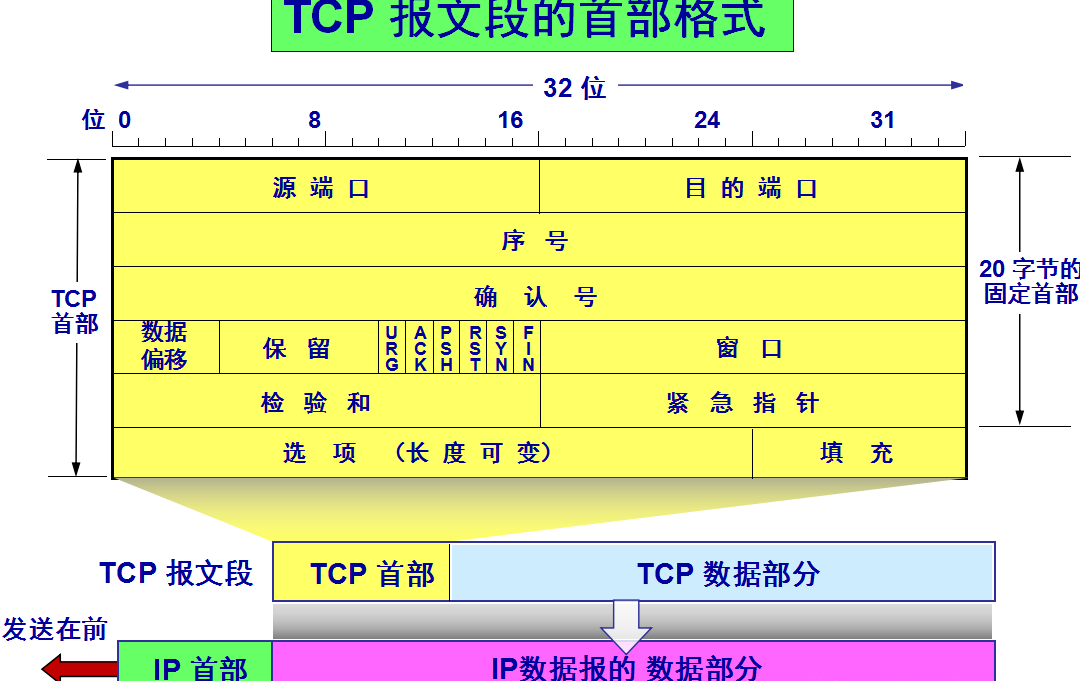 TCP 报文段的首部格式
32 位
位 0 8 16 24 31
源端口 目的端口
序号
确认号
TCP
首部
20 字节的
固定首部
数据
偏移
保留
URG ACK PSH RST SYN FIN
窗口
检验和 紧急指针
选项 （长度可变） 填充
TCP 报文段 TCP 首部 TCP 数据部分
发送在前
IP 首部 IP数据报的 数据部分